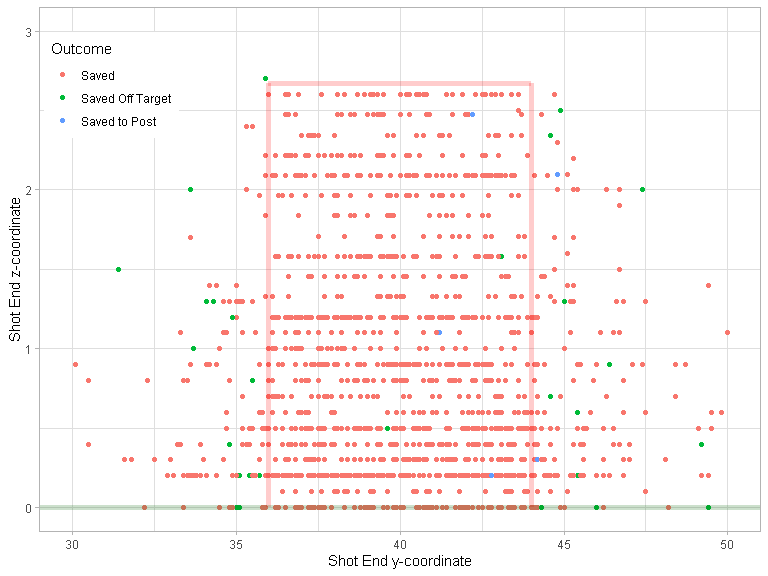 3
Outcome
Saved
Saved Off Target
Saved to Post
2
Shot End z-coordinate
1
0
30 35 40 45 50
Shot End y-coordinate